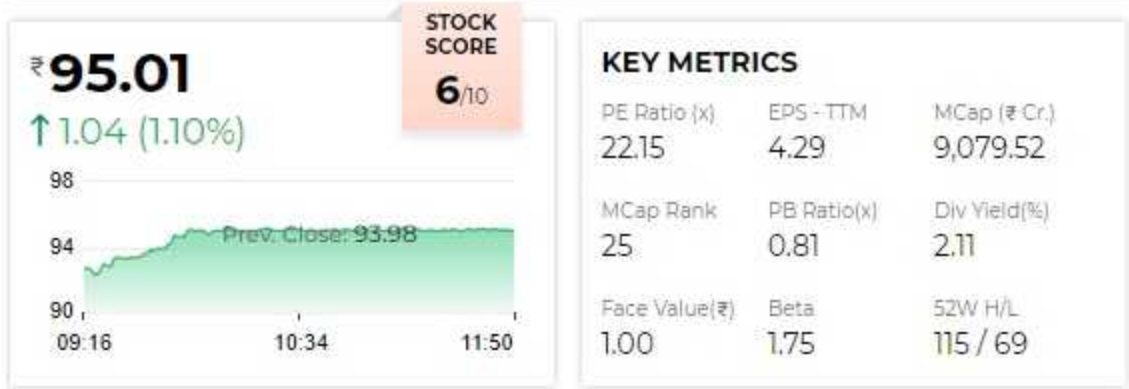 STOCK
SCORE
6/10
₹95.01
↑ 1.04 (1.10%)
98
94
90
Prev. Close: 93.98
09:16 10:34 11:50
KEY METRICS
PE Ratio (x) EPS - TTM MCap (₹ Cr.)
22.15 4.29 9,079.52
MCap Rank PB Ratio(x) Div Yield(%)
25 0.81 2.11
Face Value(₹) Beta 52W H/L
1.00 1.75 115 / 69